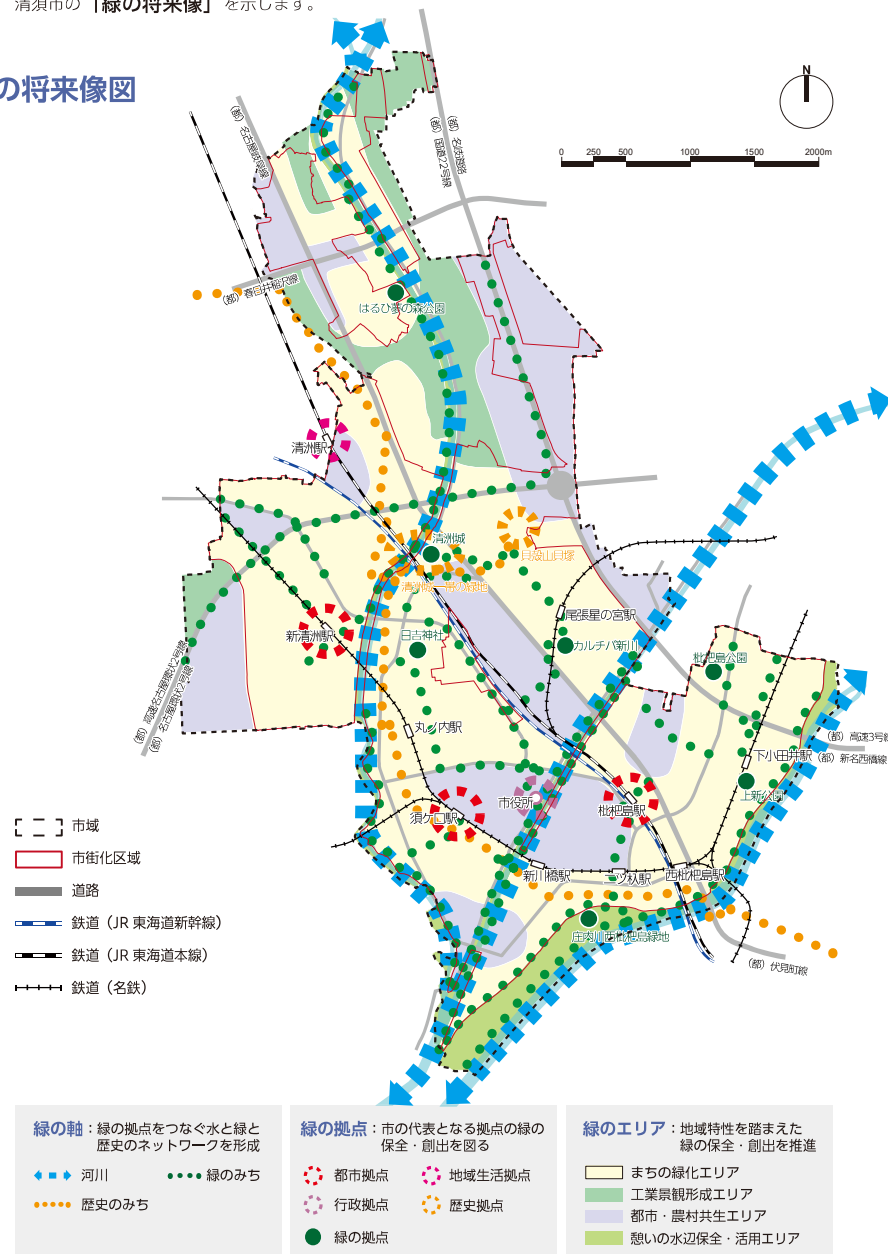 清須市の「緑の将来像」を示します。
の将来像図
N
0 250 500 1000 1500 2000m
(都) 名古屋岐阜線
(都) 名岐道路
(都) 国道22号線
(都) 春日井稲沢線
はるひ夢の森公園
清洲駅
清洲城
貝殻山貝塚
尾張星の宮駅
新清洲駅
日吉神社
カルチバ新川
枇杷島公園
(都) 高速名古屋環状2号線
(都) 名古屋環状2号線
丸ノ内駅
(都) 高速3号線
下小田井駅
(都) 新名西橋線
市役所
枇杷島駅
上新公園
須ケ口駅
新川橋駅
二ツ杁駅
西枇杷島駅
庄内川西枇杷島緑地
(都) 伏見町線
市域
市街化区域
道路
鉄道（JR 東海道新幹線）
鉄道（JR 東海道本線）
鉄道（名鉄）
緑の軸：緑の拠点をつなぐ水と緑と
歴史のネットワークを形成
河川
緑のみち
歴史のみち
緑の拠点：市の代表となる拠点の緑の
保全・創出を図る
都市拠点
地域生活拠点
行政拠点
歴史拠点
緑の拠点
緑のエリア：地域特性を踏まえた
緑の保全・創出を推進
まちの緑化エリア
工業景観形成エリア
都市・農村共生エリア
憩いの水辺保全・活用エリア